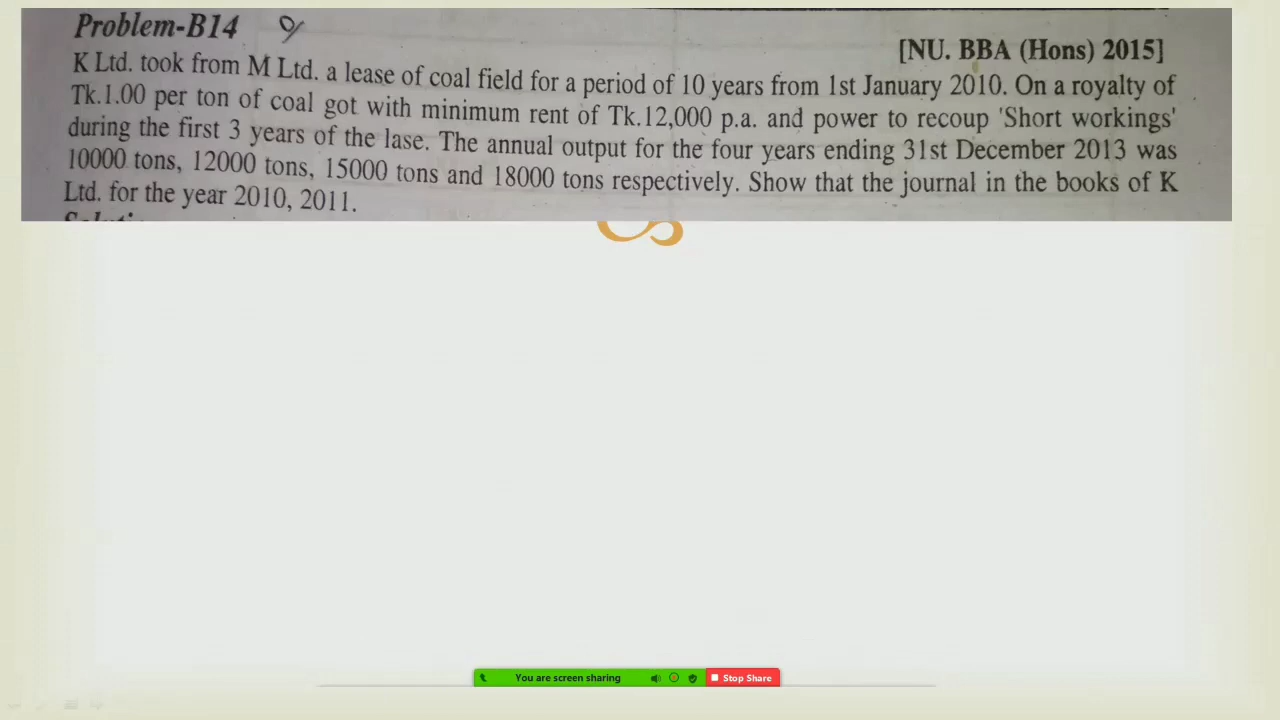 Problem-B14
[NU. BBA (Hons) 2015]
K Ltd. took from M Ltd. a lease of coal field for a period of 10 years from 1st January 2010. On a royalty of
Tk.1.00 per ton of coal got with minimum rent of Tk.12,000 p.a. and power to recoup 'Short workings'
during the first 3 years of the lase. The annual output for the four years ending 31st December 2013 was
10000 tons, 12000 tons, 15000 tons and 18000 tons respectively. Show that the journal in the books of K
Ltd. for the year 2010, 2011.
You are screen sharing
Stop Share